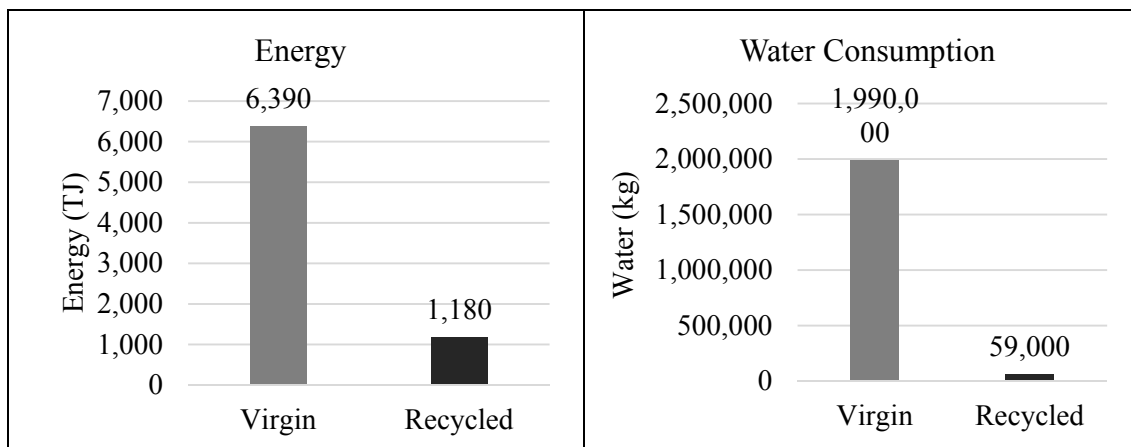 Energy
7,000
6,000
5,000
4,000
3,000
2,000
1,000
0
Energy (TJ)
6,390
1,180
Virgin
Recycled
Water Consumption
2,500,000
2,000,000
1,500,000
1,000,000
500,000
0
Water (kg)
1,990,0
00
59,000
Virgin
Recycled